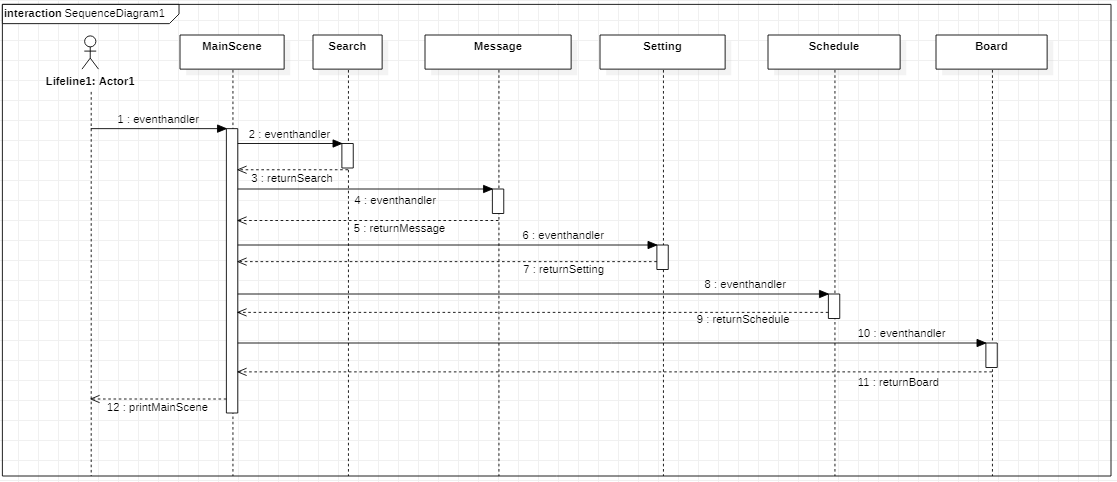 interaction SequenceDiagram1
MainScene
Search
Message
Setting
Schedule
Board
Lifeline1: Actor1
1 : eventhandler
2 : eventhandler
3 : returnSearch
4 : eventhandler
5 : returnMessage
6 : eventhandler
7 : returnSetting
8 : eventhandler
9 : returnSchedule
10 : eventhandler
11 : returnBoard
12 : printMainScene